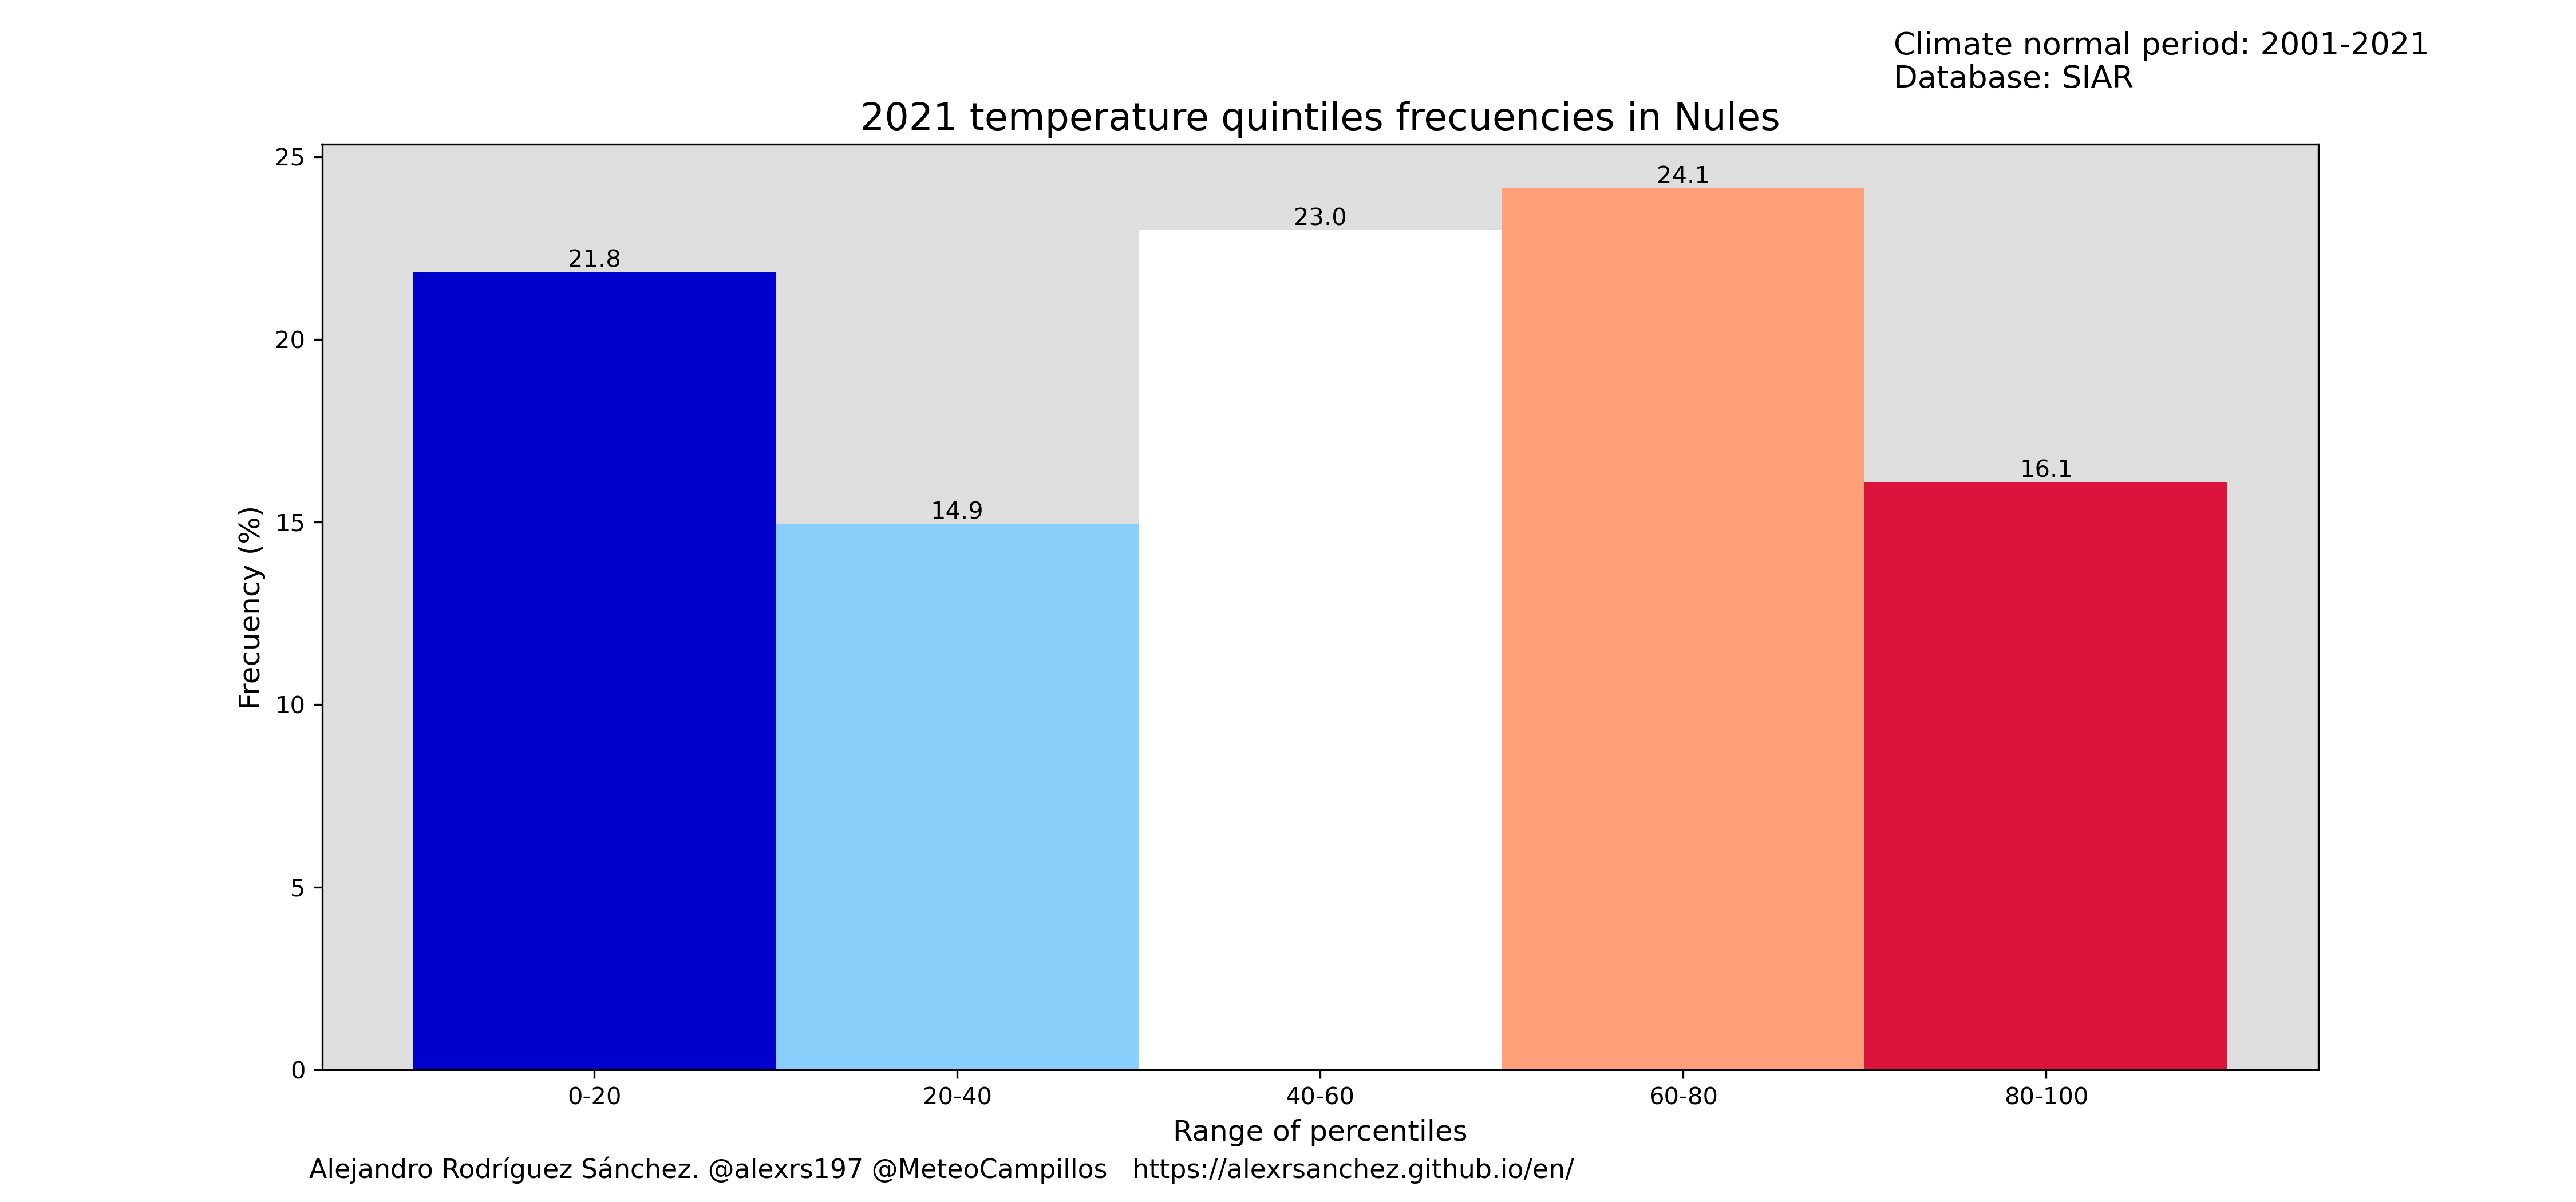 Climate normal period: 2001-2021
Database: SIAR
2021 temperature quintiles frecuencies in Nules
25
20
15
10
5
0
Frecuency (%)
21.8
14.9
23.0
24.1
16.1
0-20
20-40
40-60
60-80
80-100
Range of percentiles
Alejandro Rodríguez Sánchez. @alexrs197 @MeteoCampillos https://alexrsanchez.github.io/en/